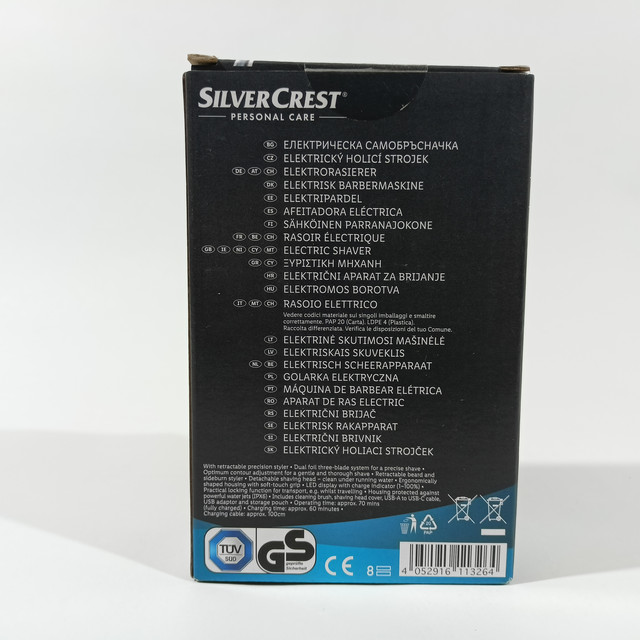 SILVERCREST®
PERSONAL CARE
BG ЕЛЕКТРИЧЕСКА САМОБРЪСНАЧКА
CZ ELEKTRICKÝ HOLICÍ STROJEK
DE AT CH ELEKTRORASIERER
DK ELEKTRISK BARBERMASKINE
EE ELEKTRIPARDEL
ES AFEITADORA ELÉCTRICA
FI SÄHKÖINEN PARRANAJOKONE
FR BE CH RASOIR ÉLECTRIQUE
GB IE NI CY MT ELECTRIC SHAVER
GR CY ΞΥΡΙΣΤΙΚΗ ΜΗΧΑΝΗ
HR ELEKTRIČNI APARAT ZA BRIJANJE
HU ELEKTROMOS BOROTVA
IT MT CH RASOIO ELETTRICO
Vedere codici materiale sui singoli imballaggi e smaltire
correttamente. PAP 20 (Carta), LDPE 4 (Plastica).
Raccolta differenziata. Verifica le disposizioni del tuo Comune.
LT ELEKTRINĖ SKUTIMOSI MAŠINĖLĖ
LV ELEKTRISKAIS SKUVEKLIS
NL BE ELEKTRISCH SCHEERAPPARAAT
PL GOLARKA ELEKTRYCZNA
PT MÁQUINA DE BARBEAR ELÉTRICA
RO APARAT DE RAS ELECTRIC
RS ELEKTRIČNI BRIJAČ
SE ELEKTRISK RAKAPPARAT
SI ELEKTRIČNI BRIVNIK
SK ELEKTRICKÝ HOLIACI STROJČEK
With retractable precision styler • Dual foil three-blade system for a precise shave •
Optimum contour adjustment for a gentle and thorough shave • Retractable beard and
sideburn styler • Detachable shaving head – clean under running water • Ergonomically
shaped housing with soft-touch grip • LED display with charge indicator (1–100%) •
Practical locking function for transport, e.g. whilst travelling • Housing protected against
powerful water jets (IPX6) • Includes cleaning brush, shaving head cover, USB-A to USB-C cable,
USB adaptor and storage pouch • Operating time: approx. 70 mins
(fully charged) • Charging time: approx. 60 minutes •
Charging cable: approx. 100cm
20
PAP
TÜV
SÜD
GS
geprüfte
Sicherheit
CE
8
4 052916 113264